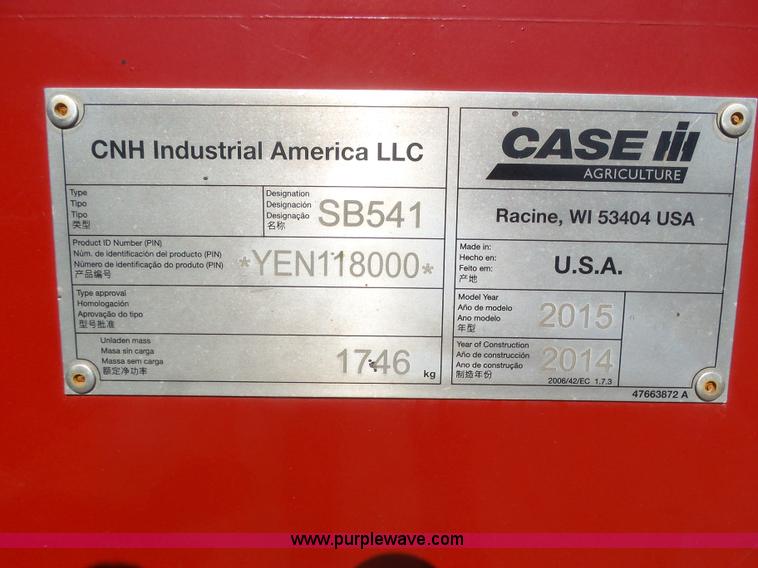 CNH Industrial America LLC
CASE IH
AGRICULTURE
Type
Tipo
Tipo
类型
Designation
Designación
Designação
名称
SB541
Racine, WI 53404 USA
Product ID Number (PIN)
Núm. de identificación del producto (PIN)
Número de identificação do produto (PIN)
产品编号
*YEN118000*
Made in:
Hecho en:
Feito em:
产地
U.S.A.
Type approval
Homologación
Aprovação do tipo
型号批准
Model Year
Año de modelo
Ano modelo
年型
2015
Unladen mass
Masa sin carga
Massa sem carga
额定净功率
1746 kg
Year of Construction
Año de construcción
Ano de construção
制造年份
2014
2006/42/EC 1.7.3
47663872 A
www.purplewave.com